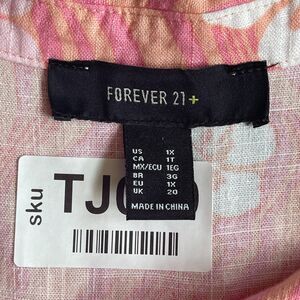 FOREVER 21+
US 1X
CA 1T
MX/ECU 1EG
BR 3G
EU 1X
UK 20
MADE IN CHINA
sku